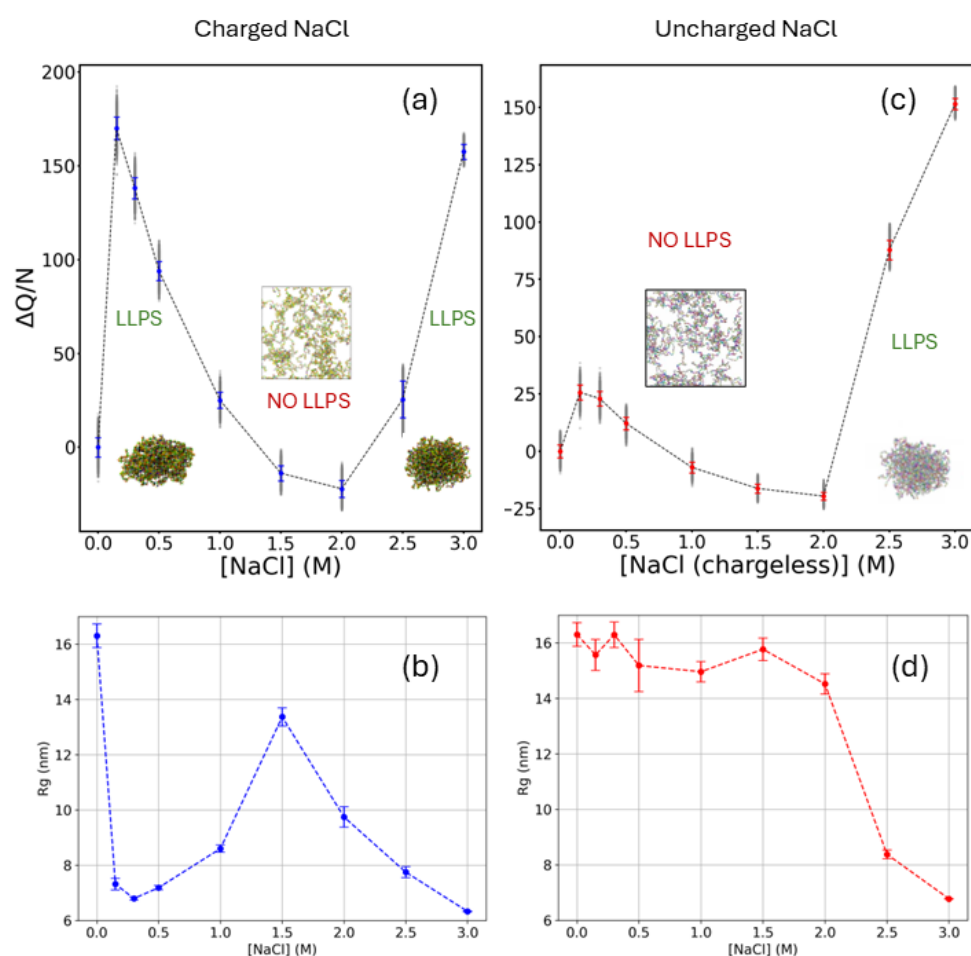 Charged NaCl
Uncharged NaCl
(a)
200
150
100
50
0
ΔQ/N
LLPS
NO LLPS
LLPS
0.0 0.5 1.0 1.5 2.0 2.5 3.0
[NaCl] (M)
(c)
150
125
100
75
50
25
0
−25
NO LLPS
LLPS
0.0 0.5 1.0 1.5 2.0 2.5 3.0
[NaCl (chargeless)] (M)
(b)
16
14
12
10
8
6
Rg (nm)
0.0 0.5 1.0 1.5 2.0 2.5 3.0
[NaCl] (M)
(d)
16
14
12
10
8
6
Rg (nm)
0.0 0.5 1.0 1.5 2.0 2.5 3.0
[NaCl] (M)